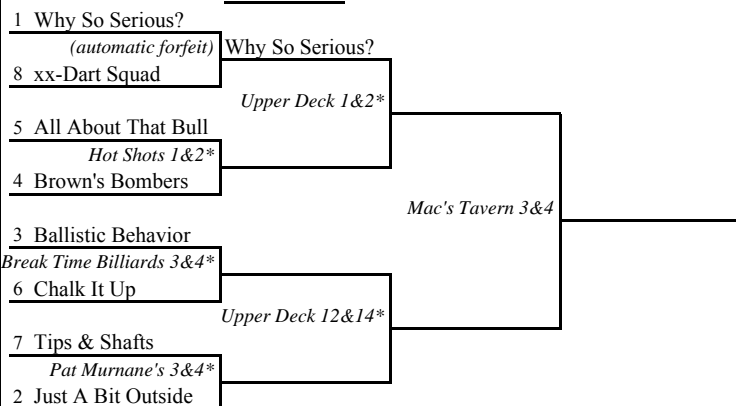 1 Why So Serious?
(automatic forfeit) Why So Serious?
8 xx-Dart Squad
Upper Deck 1&2*
5 All About That Bull
Hot Shots 1&2*
4 Brown's Bombers
Mac's Tavern 3&4
3 Ballistic Behavior
Break Time Billiards 3&4*
6 Chalk It Up
Upper Deck 12&14*
7 Tips & Shafts
Pat Murnane's 3&4*
2 Just A Bit Outside